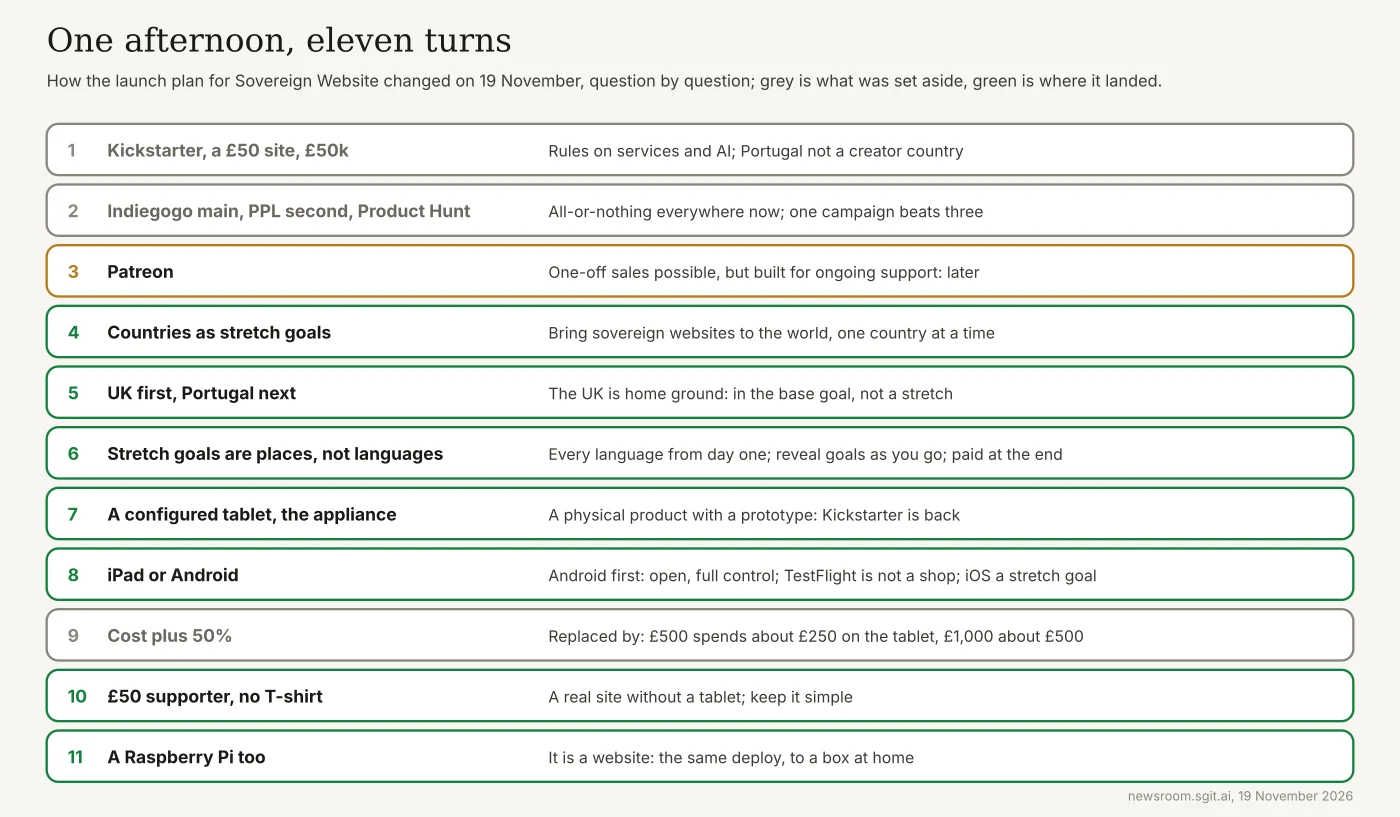 One afternoon, eleven turns
How the launch plan for Sovereign Website changed on 19 November, question by question; grey is what was set aside, green is where it landed.
1 Kickstarter, a £50 site, £50k Rules on services and AI; Portugal not a creator country
2 Indiegogo main, PPL second, Product Hunt All-or-nothing everywhere now; one campaign beats three
3 Patreon One-off sales possible, but built for ongoing support: later
4 Countries as stretch goals Bring sovereign websites to the world, one country at a time
5 UK first, Portugal next The UK is home ground: in the base goal, not a stretch
6 Stretch goals are places, not languages Every language from day one; reveal goals as you go; paid at the end
7 A configured tablet, the appliance A physical product with a prototype: Kickstarter is back
8 iPad or Android Android first: open, full control; TestFlight is not a shop; iOS a stretch goal
9 Cost plus 50% Replaced by: £500 spends about £250 on the tablet, £1,000 about £500
10 £50 supporter, no T-shirt A real site without a tablet; keep it simple
11 A Raspberry Pi too It is a website: the same deploy, to a box at home
newsroom.sgit.ai, 19 November 2026